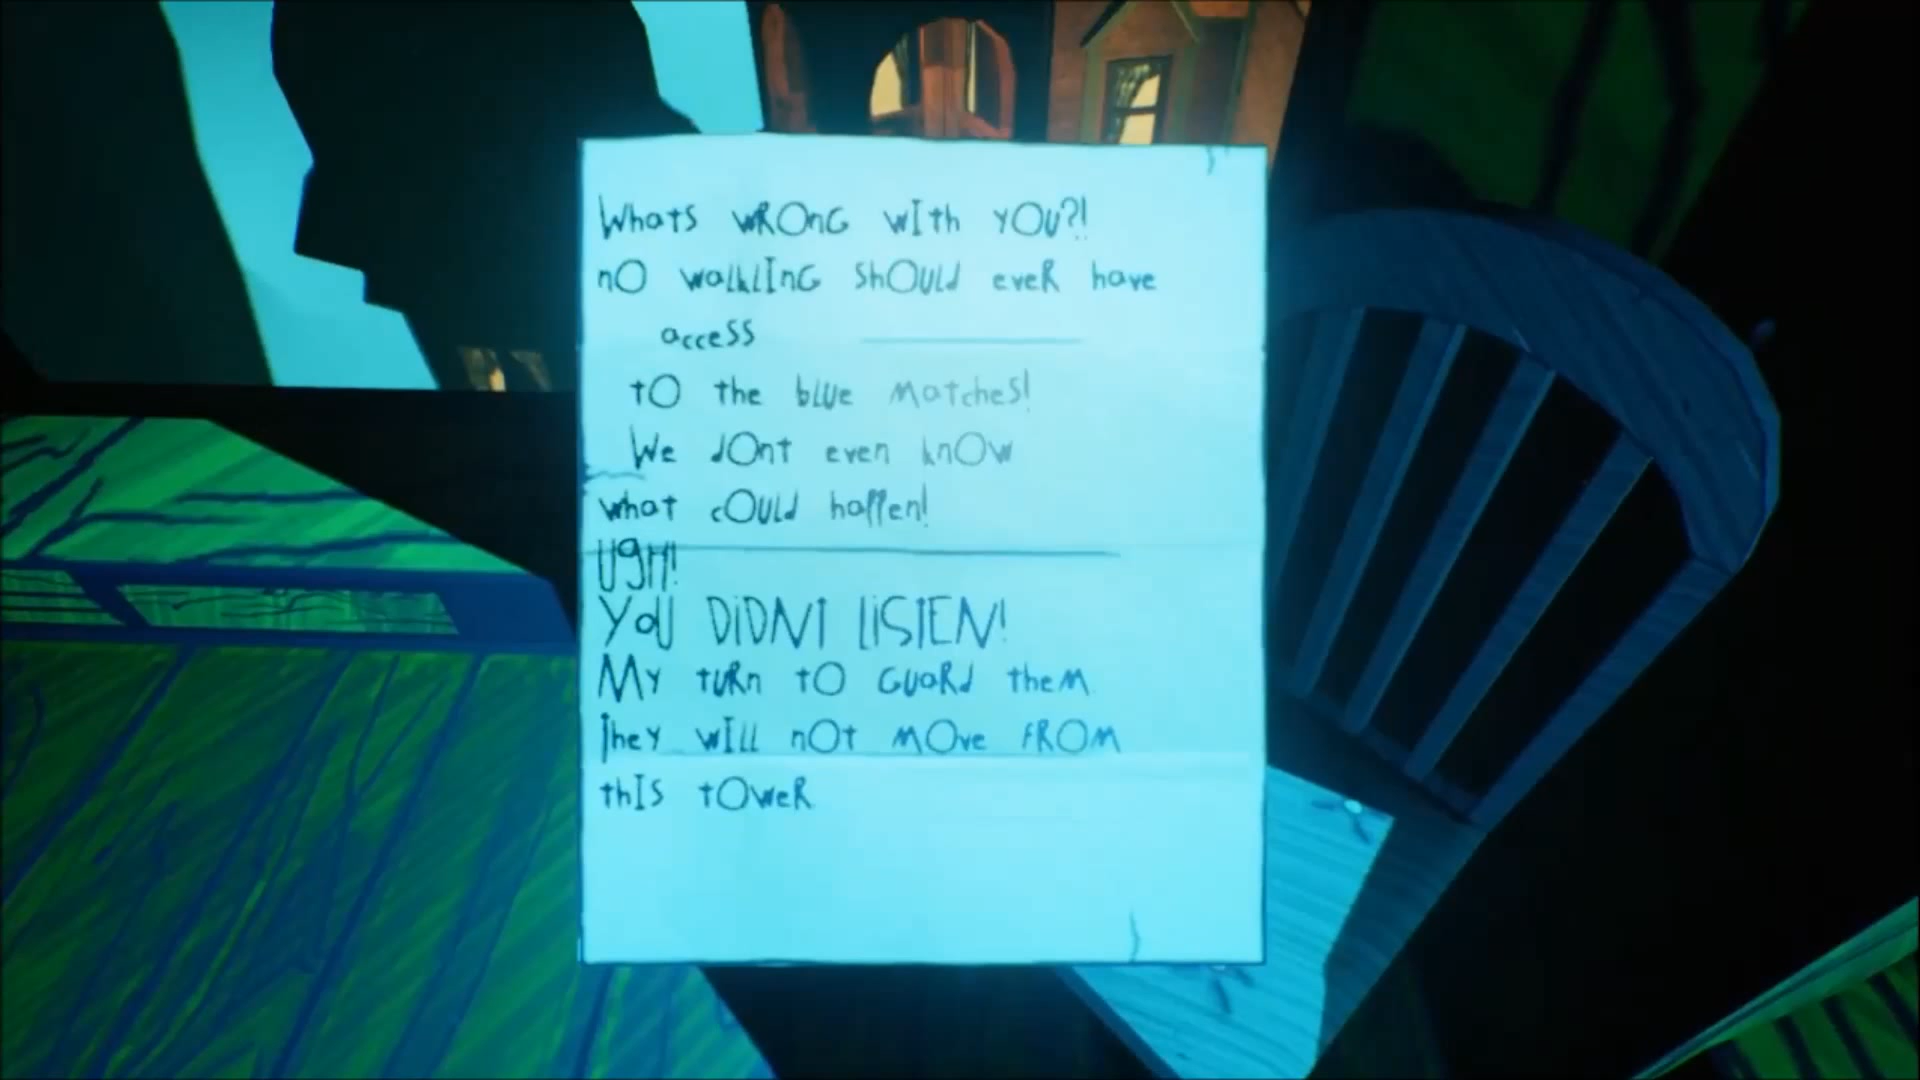 Whats wROnG wIth yOu?!
nO walklInG shOuld eveR have
access
tO the blue matches!
We dOnt even knOw
what cOuld happen!
UgH!
YoU DiDNT LiSTEN!
My tuRn tO GuaRd theM
They wIll nOt MOve FROM
thIs tOweR